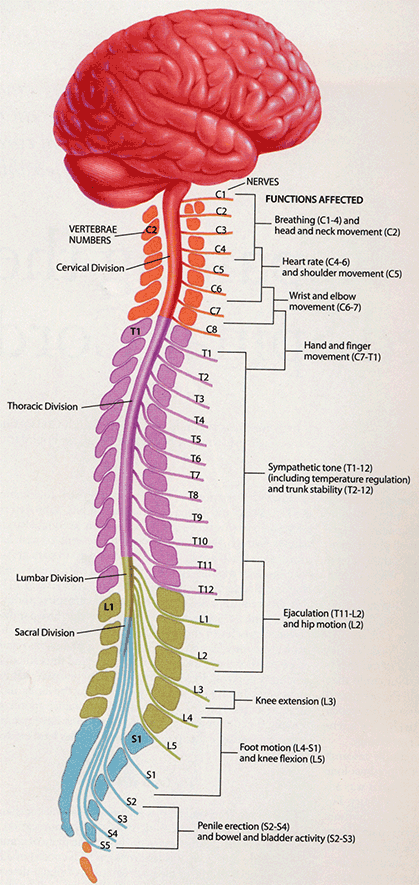 NERVES
FUNCTIONS AFFECTED
C1
C2
C3
C4
C5
C6
C7
C8
VERTEBRAE
NUMBERS
C2
Cervical Division
Breathing (C1-4) and
head and neck movement (C2)
Heart rate (C4-6)
and shoulder movement (C5)
Wrist and elbow
movement (C6-7)
Hand and finger
movement (C7-T1)
T1
T1
T2
T3
T4
T5
T6
T7
T8
T9
T10
T11
T12
Thoracic Division
Sympathetic tone (T1-12)
(including temperature regulation)
and trunk stability (T2-12)
Lumbar Division
L1
Sacral Division
L1
L2
L3
L4
L5
Ejaculation (T11-L2)
and hip motion (L2)
Knee extension (L3)
Foot motion (L4-S1)
and knee flexion (L5)
S1
S1
S2
S3
S4
S5
Penile erection (S2-S4)
and bowel and bladder activity (S2-S3)